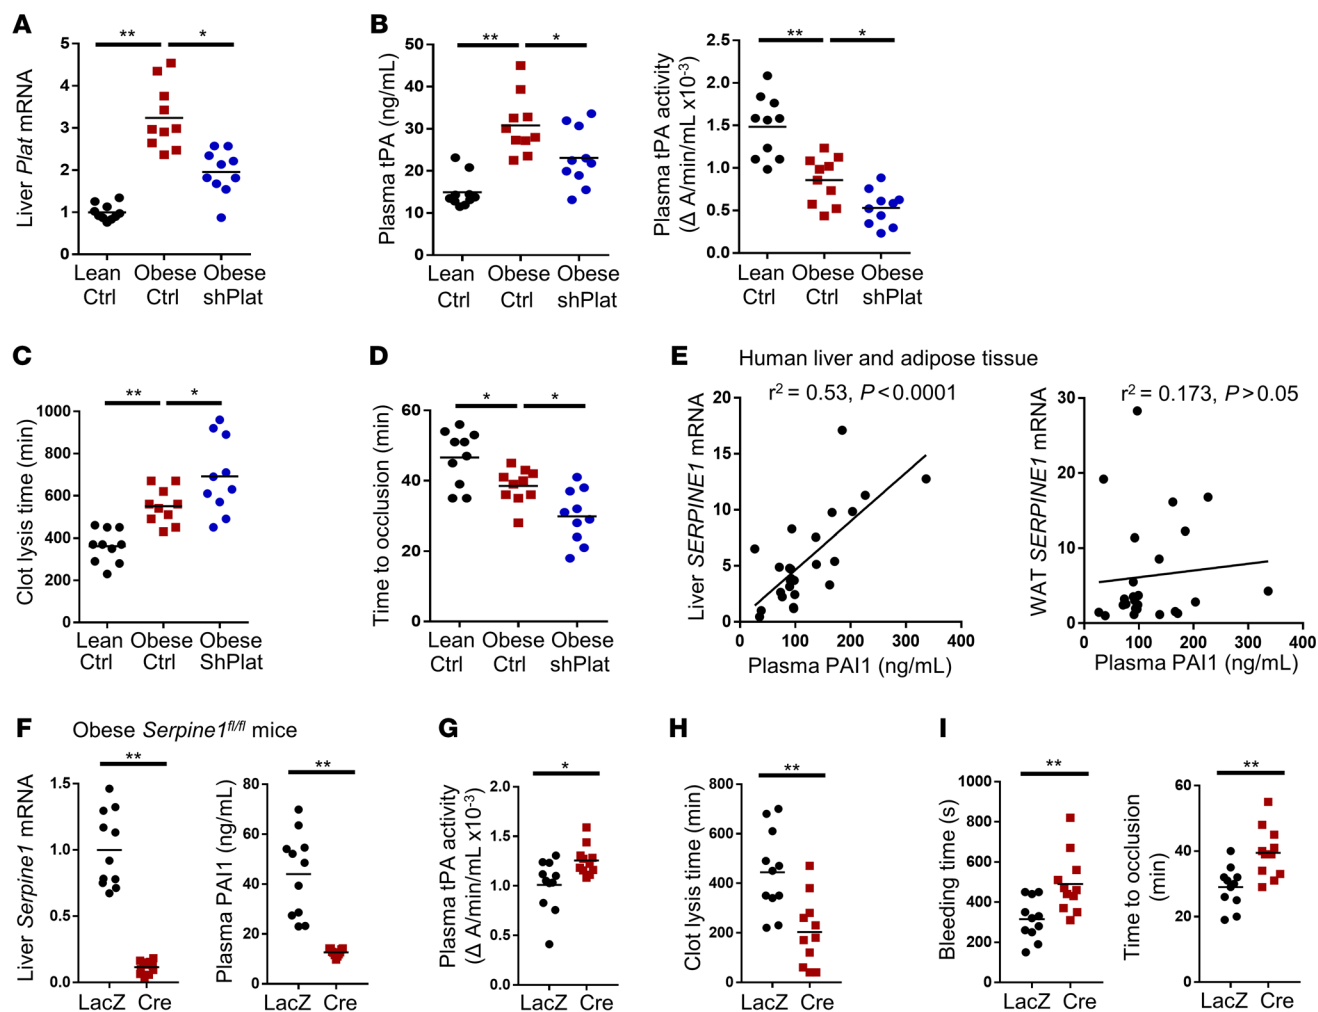 A
Liver Plat mRNA
5
4
3
2
1
0
**
*
Lean Ctrl
Obese Ctrl
Obese shPlat
B
Plasma tPA (ng/mL)
50
40
30
20
10
0
**
*
Lean Ctrl
Obese Ctrl
Obese shPlat
Plasma tPA activity
(Δ A/min/mL x10-3)
2.5
2.0
1.5
1.0
0.5
0.0
**
*
Lean Ctrl
Obese Ctrl
Obese shPlat
C
Clot lysis time (min)
1000
800
600
400
200
0
**
*
Lean Ctrl
Obese Ctrl
Obese ShPlat
D
Time to occlusion (min)
60
40
20
0
*
*
Lean Ctrl
Obese Ctrl
Obese shPlat
E
Human liver and adipose tissue
r2 = 0.53, P < 0.0001
Liver SERPINE1 mRNA
20
15
10
5
0
0 100 200 300 400
Plasma PAI1 (ng/mL)
r2 = 0.173, P > 0.05
WAT SERPINE1 mRNA
30
20
10
0
0 100 200 300 400
Plasma PAI1 (ng/mL)
F
Obese Serpine1fl/fl mice
Liver Serpine1 mRNA
1.5
1.0
0.5
0.0
**
LacZ Cre
Plasma PAI1 (ng/mL)
80
60
40
20
0
**
LacZ Cre
G
Plasma tPA activity
(Δ A/min/mL x10-3)
2.0
1.5
1.0
0.5
0.0
*
LacZ Cre
H
Clot lysis time (min)
800
600
400
200
0
**
LacZ Cre
I
Bleeding time (s)
1000
800
600
400
200
0
**
LacZ Cre
Time to occlusion
(min)
60
40
20
0
**
LacZ Cre